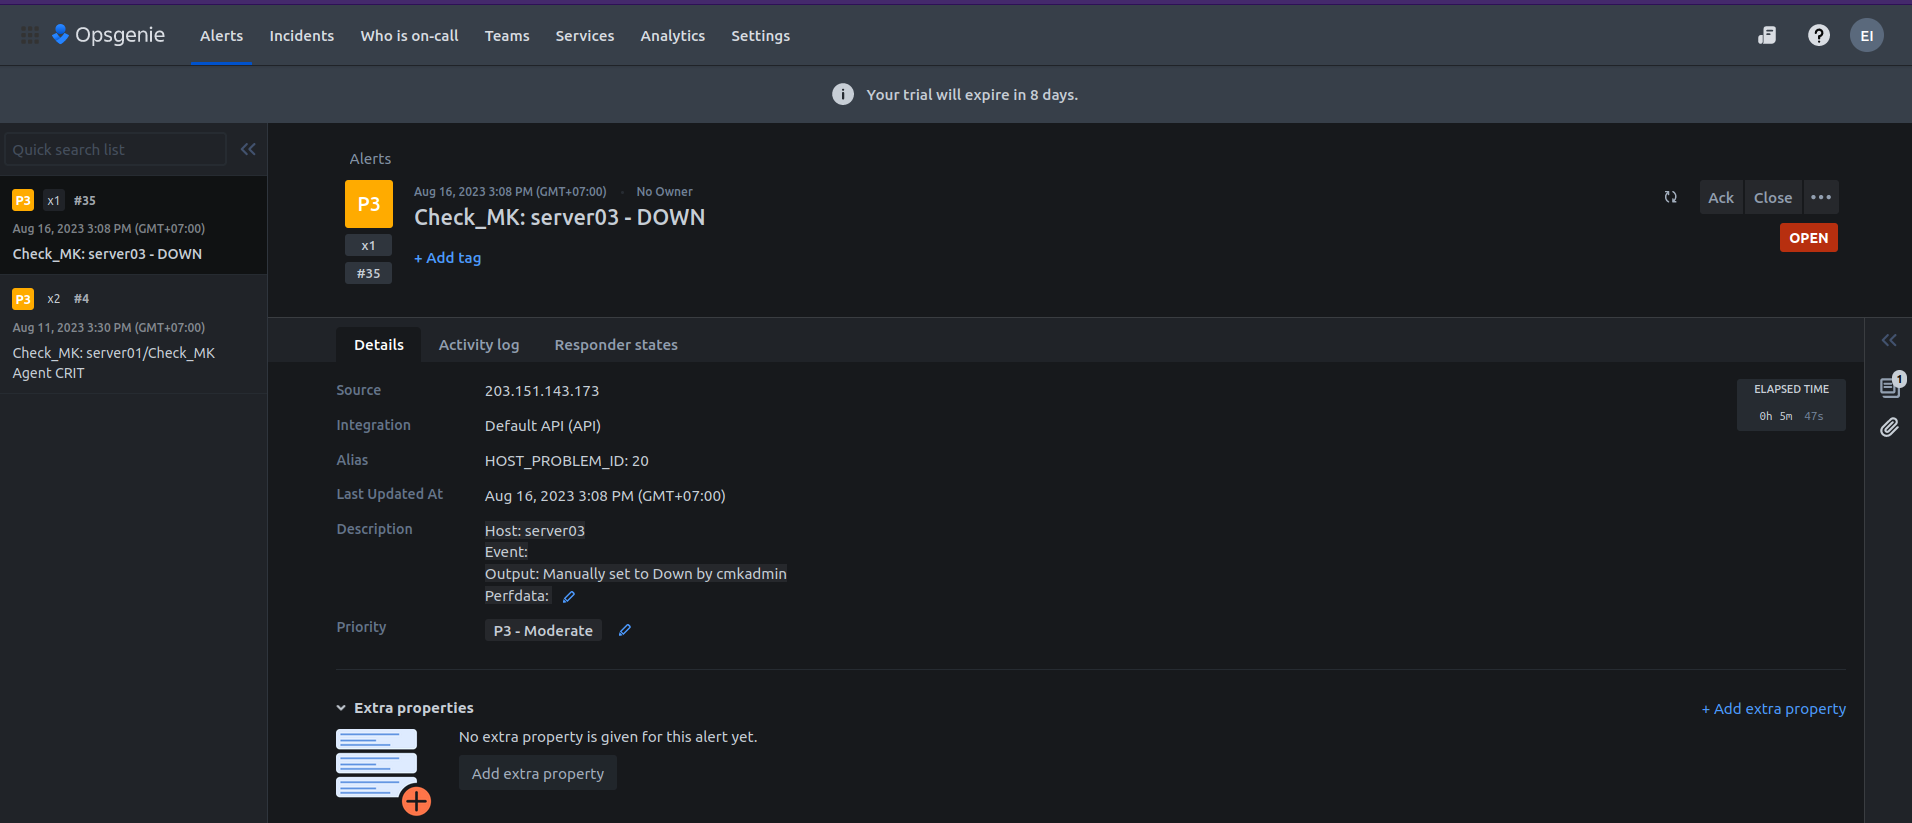 Opsgenie Alerts Incidents Who is on-call Teams Services Analytics Settings EI
Your trial will expire in 8 days.
Quick search list
P3 x1 #35
Aug 16, 2023 3:08 PM (GMT+07:00)
Check_MK: server03 - DOWN
P3 x2 #4
Aug 11, 2023 3:30 PM (GMT+07:00)
Check_MK: server01/Check_MK
Agent CRIT
Alerts
P3
x1
#35
Aug 16, 2023 3:08 PM (GMT+07:00) · No Owner
Check_MK: server03 - DOWN
+ Add tag
Ack Close
OPEN
Details Activity log Responder states
1
Source 203.151.143.173
Integration Default API (API)
Alias HOST_PROBLEM_ID: 20
Last Updated At Aug 16, 2023 3:08 PM (GMT+07:00)
Description Host: server03
Event:
Output: Manually set to Down by cmkadmin
Perfdata:
Priority P3 - Moderate
ELAPSED TIME
0h 5m 47s
Extra properties
+ Add extra property
No extra property is given for this alert yet.
Add extra property